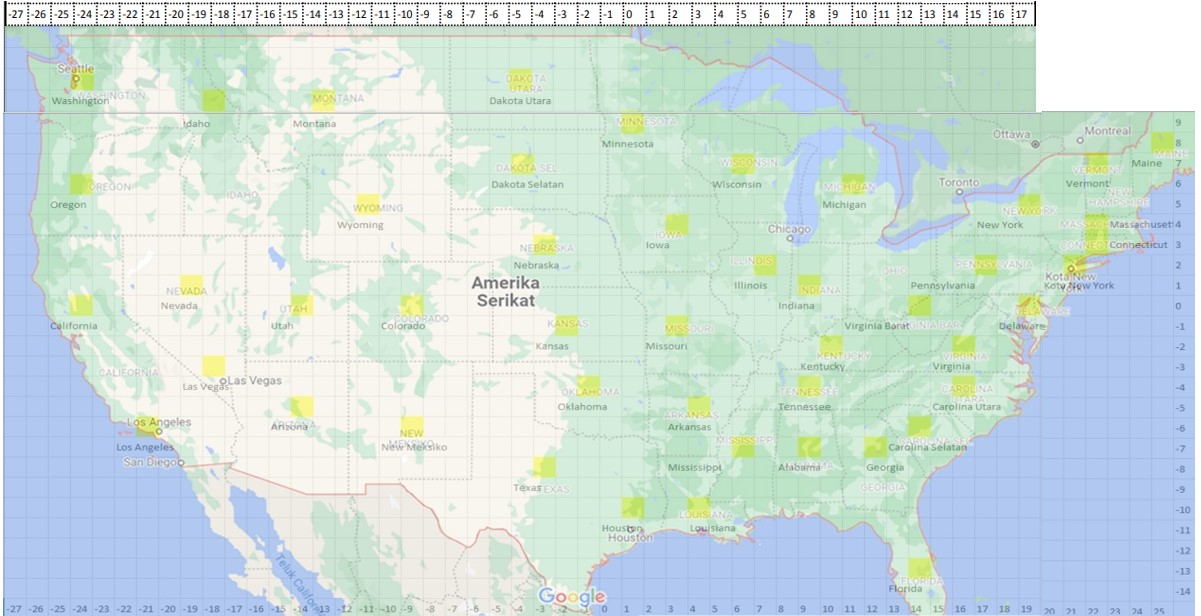 -27 -26 -25 -24 -23 -22 -21 -20 -19 -18 -17 -16 -15 -14 -13 -12 -11 -10 -9 -8 -7 -6 -5 -4 -3 -2 -1 0 1 2 3 4 5 6 7 8 9 10 11 12 13 14 15 16 17
Seattle
WASHINGTON
Washington
Idaho
MONTANA
Montana
DAKOTA
UTARA
Dakota Utara
MINNESOTA
Minnesota
Ottawa
Montreal
9
8
7
6
5
4
3
2
1
0
-1
-2
-3
-4
-5
-6
-7
-8
-9
-10
-11
-12
-13
-14
OREGON
Oregon
IDAHO
WYOMING
Wyoming
DAKOTA SEL
Dakota Selatan
WISCONSIN
Wisconsin
MICHIGAN
Michigan
Toronto
VERMONT
Vermont
MAINE
Maine
NEW
HAMPSHIRE
NEW YORK
New York
MASSAC
Massachuset
CONNEC
Connecticut
NEBRASKA
Nebraska
IOWA
Iowa
Chicago
ILLINOIS
Illinois
INDIANA
Indiana
OHIO
PENNSYLVANIA
Pennsylvania
Kota New
York
Kota New York
NEVADA
Nevada
UTAH
Utah
COLORADO
Colorado
Amerika
Serikat
KANSAS
Kansas
MISSOURI
Missouri
Virginia Barat
VIRGINIA BAR
DELAWARE
Delaware
California
CALIFORNIA
KENTUCKY
Kentucky
VIRGINIA
Virginia
Las Vegas
Las Vegas
OKLAHOMA
Oklahoma
TENNESSEE
Tennessee
CAROLINA
UTARA
Carolina Utara
Los Angeles
Los Angeles
San Diego
ARIZONA
Arizona
NEW
MEKSIKO
New Meksiko
ARKANSAS
Arkansas
MISSISSIPPI
Mississippi
Alabama
Georgia
GEORGIA
CAROLINA SEL
Carolina Selatan
Texas
TEXAS
Houston
Houston
LOUISIANA
Louisiana
FLORIDA
Florida
Teluk California
Google
-27 -26 -25 -24 -23 -22 -21 -20 -19 -18 -17 -16 -15 -14 -13 -12 -11 -10 -9 -8 -7 -6 -5 -4 -3 -2 -1 0 1 2 3 4 5 6 7 8 9 10 11 12 13 14 15 16 17 18 19 20 21 22 23 24 25